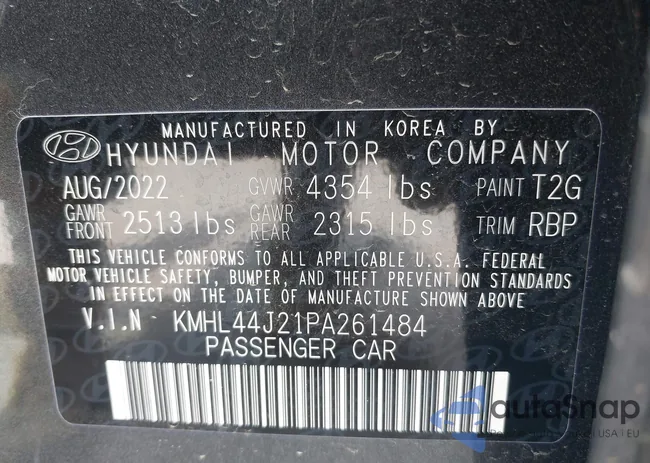 MANUFACTURED IN KOREA BY
HYUNDAI MOTOR COMPANY
AUG/2022 GVWR 4354 lbs PAINT T2G
GAWR FRONT 2513 lbs GAWR REAR 2315 lbs TRIM RBP
THIS VEHICLE CONFORMS TO ALL APPLICABLE U.S.A. FEDERAL
MOTOR VEHICLE SAFETY, BUMPER, AND THEFT PREVENTION STANDARDS
IN EFFECT ON THE DATE OF MANUFACTURE SHOWN ABOVE.
V.I.N KMHL44J21PA261484
PASSENGER CAR
autoSnap
USA | EU